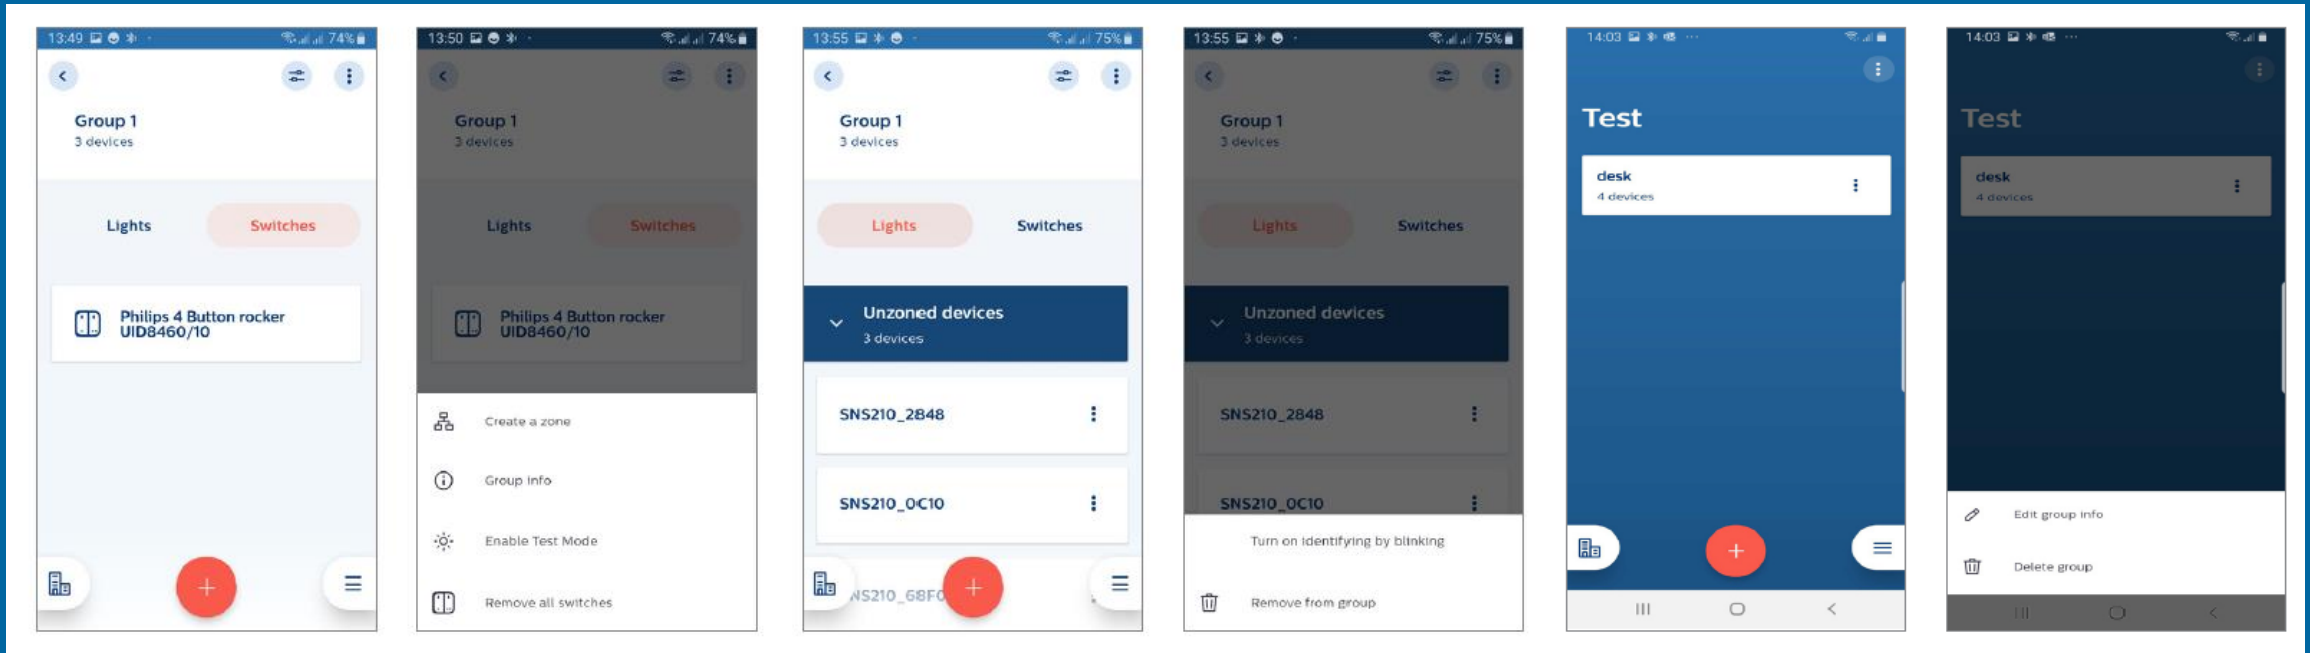 13:49
74%
Group 1
3 devices
Lights
Switches
Philips 4 Button rocker
UID8460/10
13:50
74%
Group 1
3 devices
Lights
Switches
Philips 4 Button rocker
UID8460/10
Create a zone
Group info
Enable Test Mode
Remove all switches
13:55
75%
Group 1
3 devices
Lights
Switches
Unzoned devices
3 devices
SNS210_2848
SNS210_0C10
13:55
75%
Group 1
3 devices
Lights
Switches
Unzoned devices
3 devices
SNS210_2848
SNS210_0C10
Turn on identifying by blinking
Remove from group
14:03
Test
desk
4 devices
14:03
Test
desk
4 devices
Edit group info
Delete group